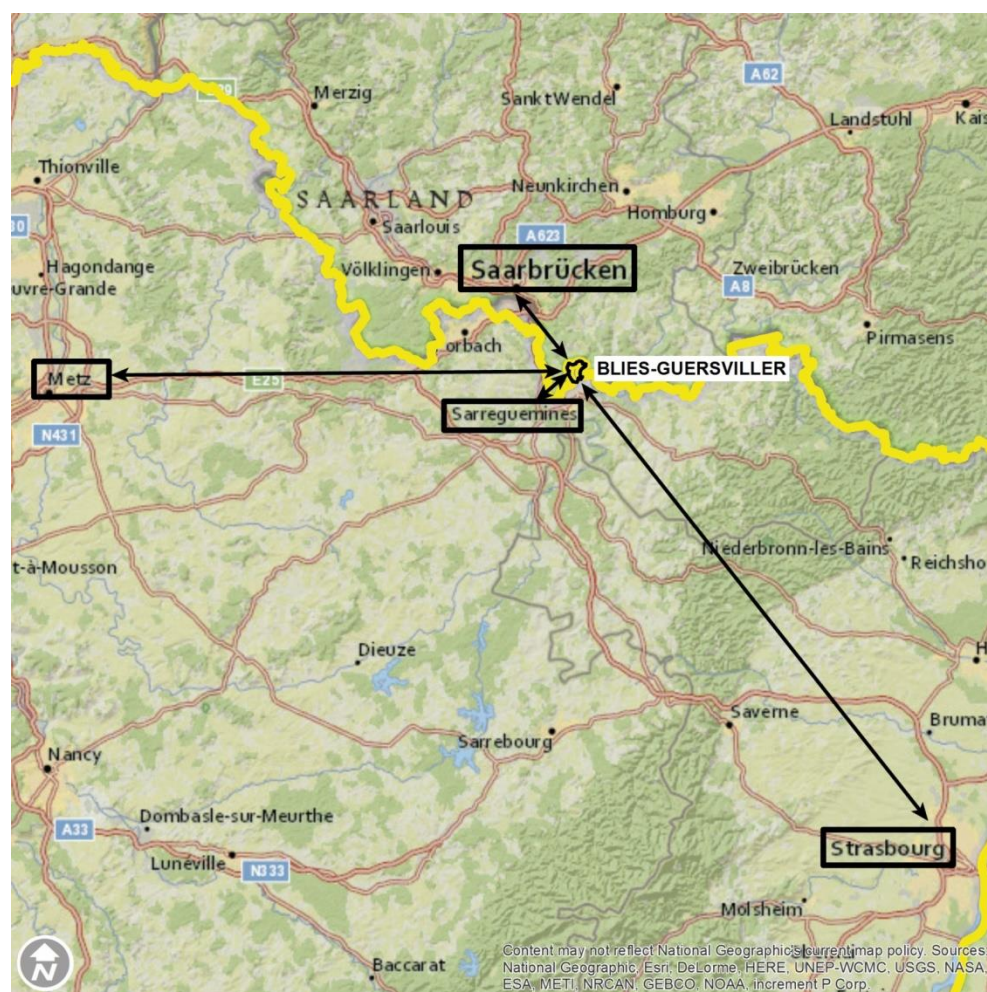 A62
E29
Merzig
Sankt Wendel
Landstuhl
Kais
Thionville
SAARLAND
Neunkirchen
Homburg
30
Saarlouis
A623
Hagondange
uvre-Grande
Völklingen
Saarbrücken
Zweibrücken
A8
orbach
Pirmasens
BLIES-GUERSVILLER
Metz
E25
Sarreguemines
N431
Niederbronn-les-Bains
Reichsho
t-à-Mousson
Dieuze
H
Saverne
Bruma
Sarrebourg
Nancy
Dombasle-sur-Meurthe
A33
Lunéville
N333
Strasbourg
Molsheim
Baccarat
N
Content may not reflect National Geographic's current map policy. Sources:
National Geographic, Esri, DeLorme, HERE, UNEP-WCMC, USGS, NASA,
ESA, METI, NRCAN, GEBCO, NOAA, increment P Corp.